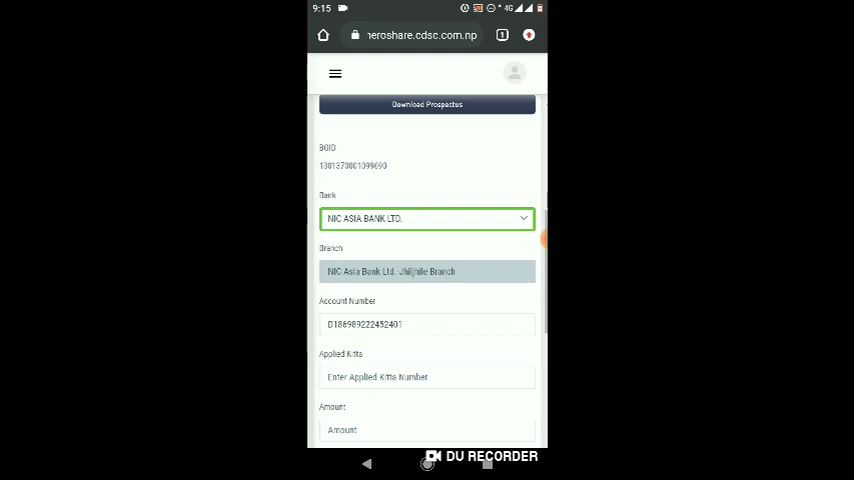 9:15
4G
heroshare.cdsc.com.np
1
Download Prospectus
BOID
1301370001099690
Bank
NIC ASIA BANK LTD.
Branch
NIC Asia Bank Ltd.-Jhiljhile Branch
Account Number
D186989222452401
Applied Kitta
Enter Applied Kitta Number
Amount
Amount
DU RECORDER